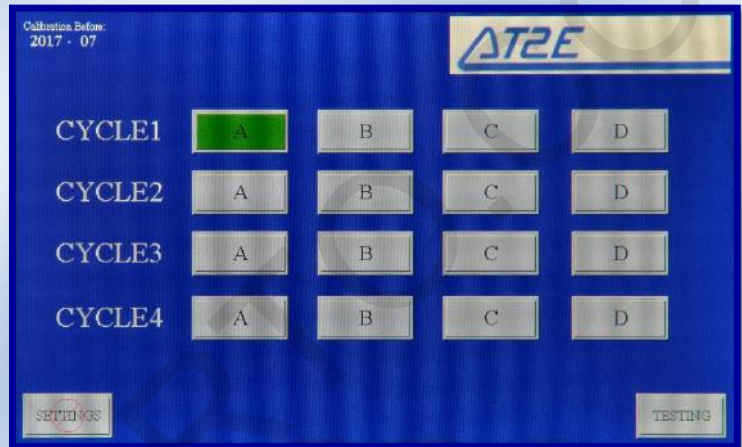 Calibration Before:
2017 - 07
AT2E
CYCLE1 A B C D
CYCLE2 A B C D
CYCLE3 A B C D
CYCLE4 A B C D
SETTINGS TESTING